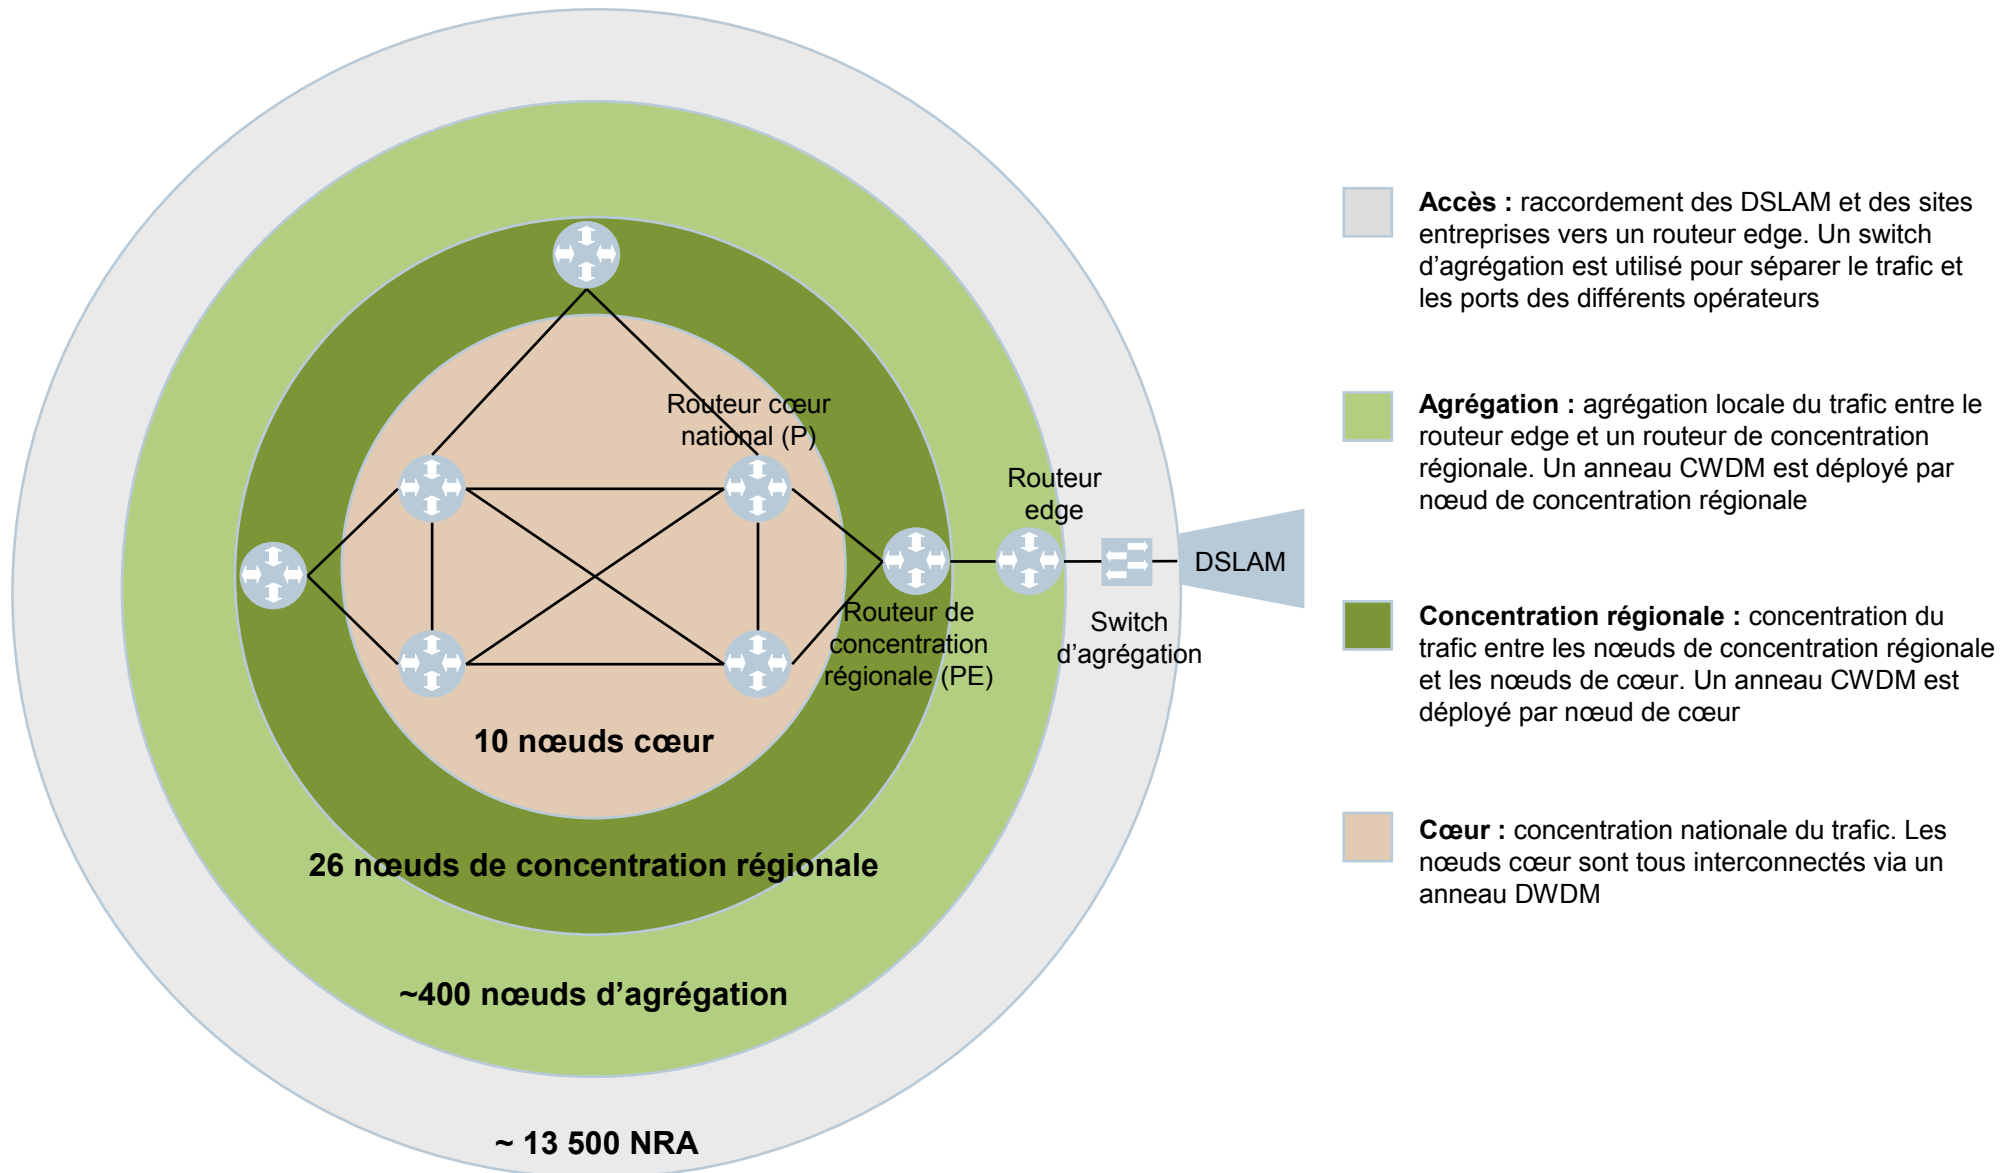 Routeur cœur
national (P)
Routeur
edge
DSLAM
Routeur de
concentration
régionale (PE)
Switch
d’agrégation
10 nœuds cœur
26 nœuds de concentration régionale
~400 nœuds d’agrégation
~ 13 500 NRA
Accès : raccordement des DSLAM et des sites
entreprises vers un routeur edge. Un switch
d’agrégation est utilisé pour séparer le trafic et
les ports des différents opérateurs
Agrégation : agrégation locale du trafic entre le
routeur edge et un routeur de concentration
régionale. Un anneau CWDM est déployé par
nœud de concentration régionale
Concentration régionale : concentration du
trafic entre les nœuds de concentration régionale
et les nœuds de cœur. Un anneau CWDM est
déployé par nœud de cœur
Cœur : concentration nationale du trafic. Les
nœuds cœur sont tous interconnectés via un
anneau DWDM